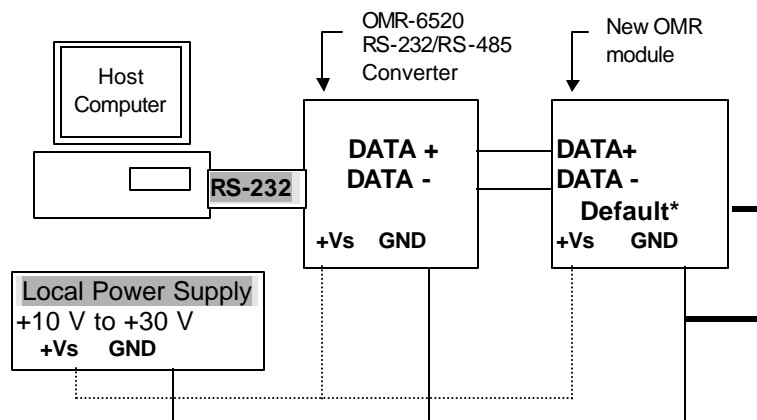 OMR-6520
RS-232/RS-485
Converter
New OMR
module
Host
Computer
RS-232
DATA +
DATA -
+Vs GND
DATA+
DATA -
Default*
+Vs GND
Local Power Supply
+10 V to +30 V
+Vs GND